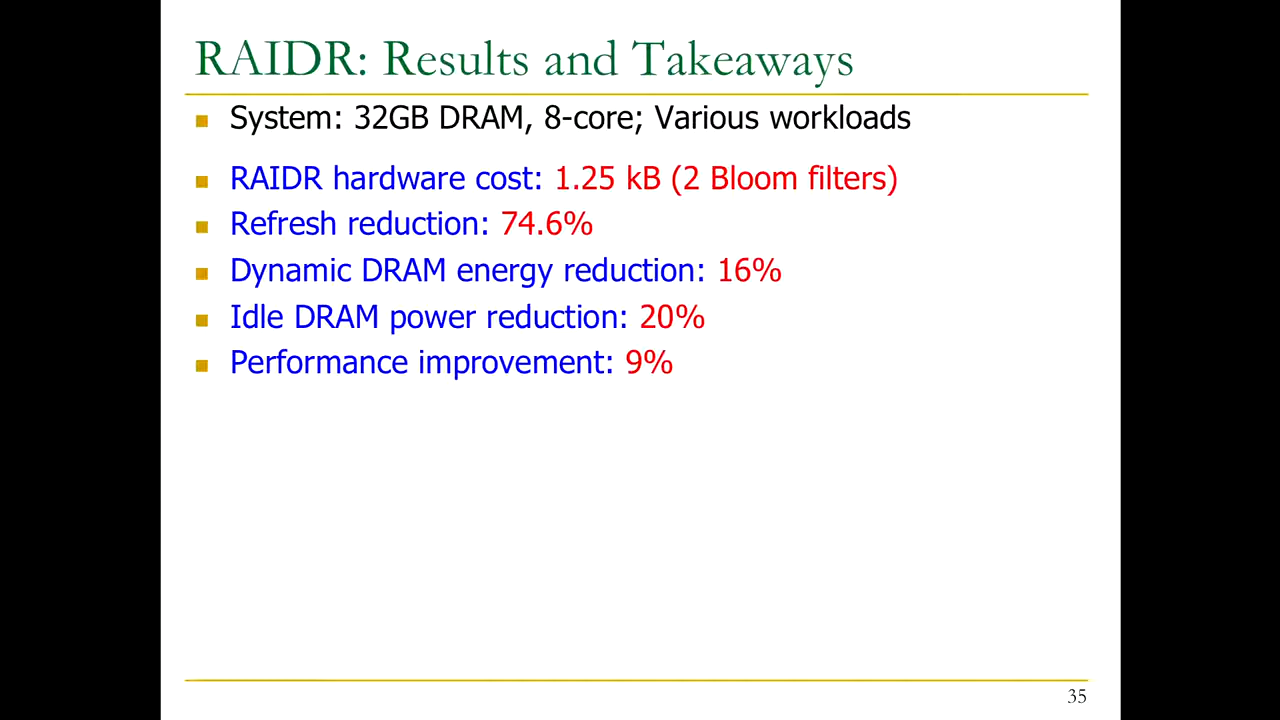 RAIDR: Results and Takeaways
System: 32GB DRAM, 8-core; Various workloads
RAIDR hardware cost: 1.25 kB (2 Bloom filters)
Refresh reduction: 74.6%
Dynamic DRAM energy reduction: 16%
Idle DRAM power reduction: 20%
Performance improvement: 9%
35